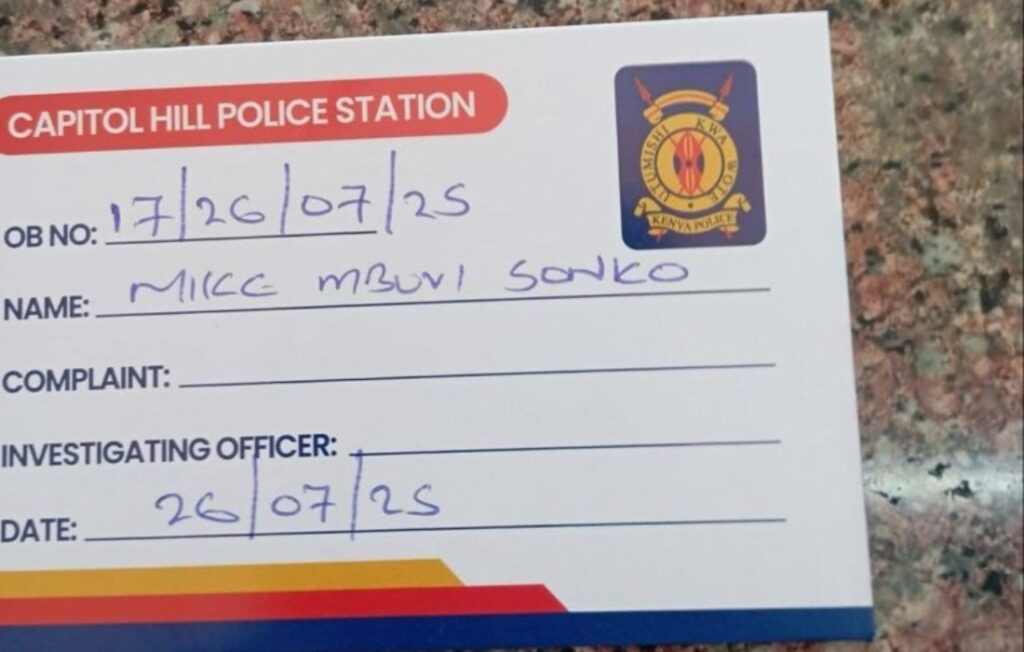 CAPITOL HILL POLICE STATION
UTUMISHI KWA WOTE
KENYA POLICE
OB NO: 17/26/07/25
NAME: MIKE MBUVI SONKO
COMPLAINT:
INVESTIGATING OFFICER:
DATE: 26/07/25